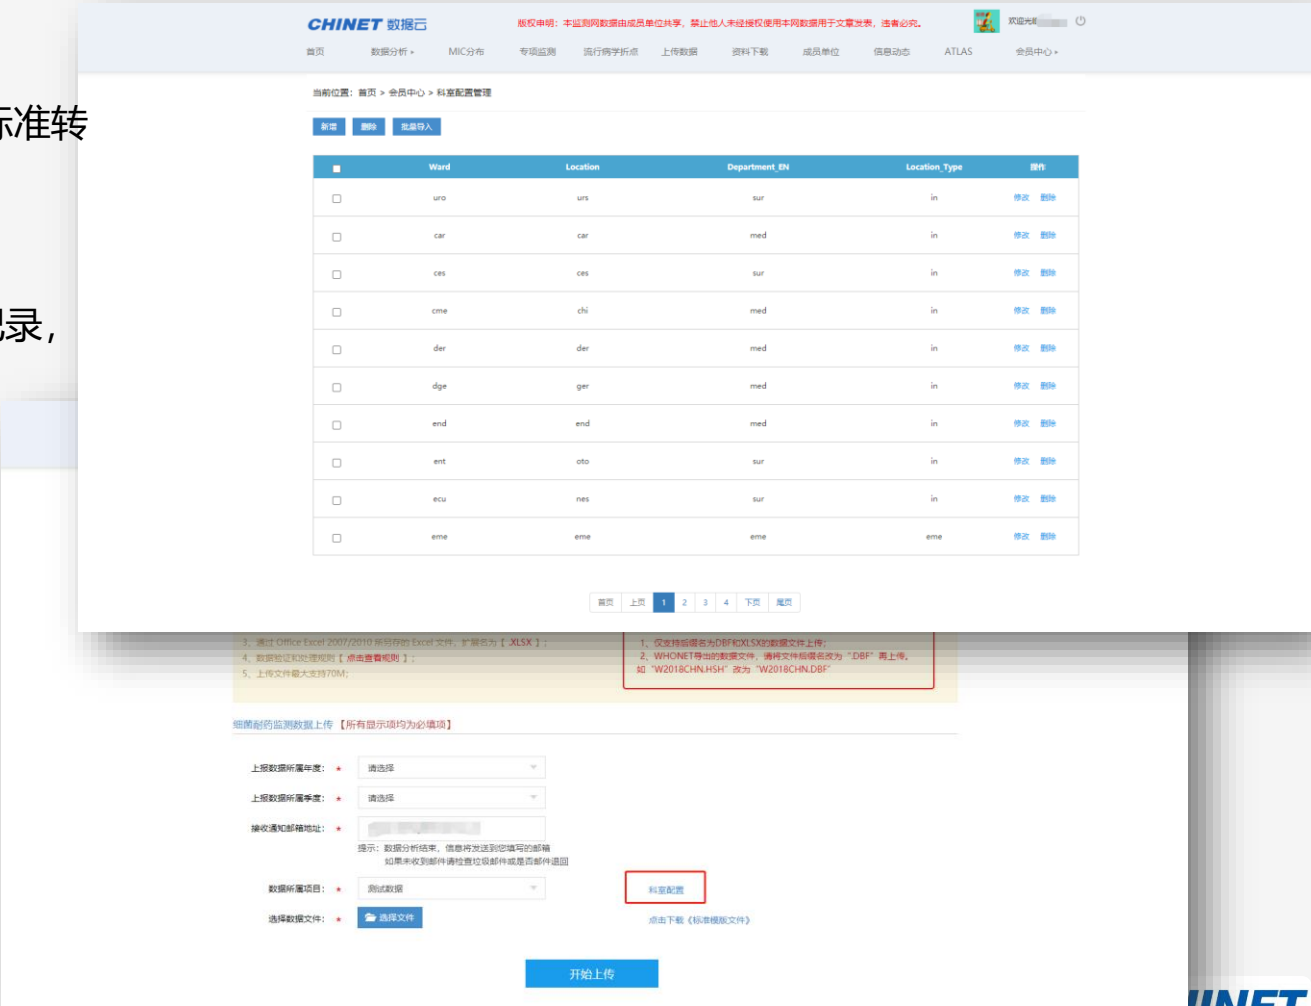 CHINET 数据云
版权申明：本监测网数据由成员单位共享，禁止他人未经授权使用本网数据用于文章发表，违者必究。
欢迎光临
首页 数据分析 MIC分布 专项监测 流行病学折点 上传数据 资料下载 成员单位 信息动态 ATLAS 会员中心
当前位置：首页 > 会员中心 > 科室配置管理
标准转
新增 删除 批量导入
Ward Location Department_EN Location_Type 操作
uro urs sur in 修改 删除
car car med in 修改 删除
ces ces sur in 修改 删除
cme chi med in 修改 删除
记录，
der der med in 修改 删除
dge ger med in 修改 删除
end end med in 修改 删除
ent oto sur in 修改 删除
ecu nes sur in 修改 删除
eme eme eme eme 修改 删除
首页 上页 1 2 3 4 下页 尾页
3、通过 Office Excel 2007/2010 所另存的 Excel 文件，扩展名为【 .XLSX 】；
4、数据验证和处理规则【 点击查看规则 】；
5、上传文件最大支持70M；
1、仅支持后缀名为DBF和XLSX的数据文件上传；
2、WHONET导出的数据文件，请将文件后缀名改为 “.DBF” 再上传。
如 “W2018CHN.HSH” 改为 “W2018CHN.DBF”
细菌耐药监测数据上传 【所有显示项均为必填项】
上报数据所属年度： * 请选择
上报数据所属季度： * 请选择
接收通知邮箱地址： *
提示：数据分析结束，信息将发送到您填写的邮箱
如果未收到邮件请检查垃圾邮件或是否邮件退回
数据所属项目： * 测试数据 科室配置
选择数据文件： * 选择文件 点击下载《标准模版文件》
开始上传